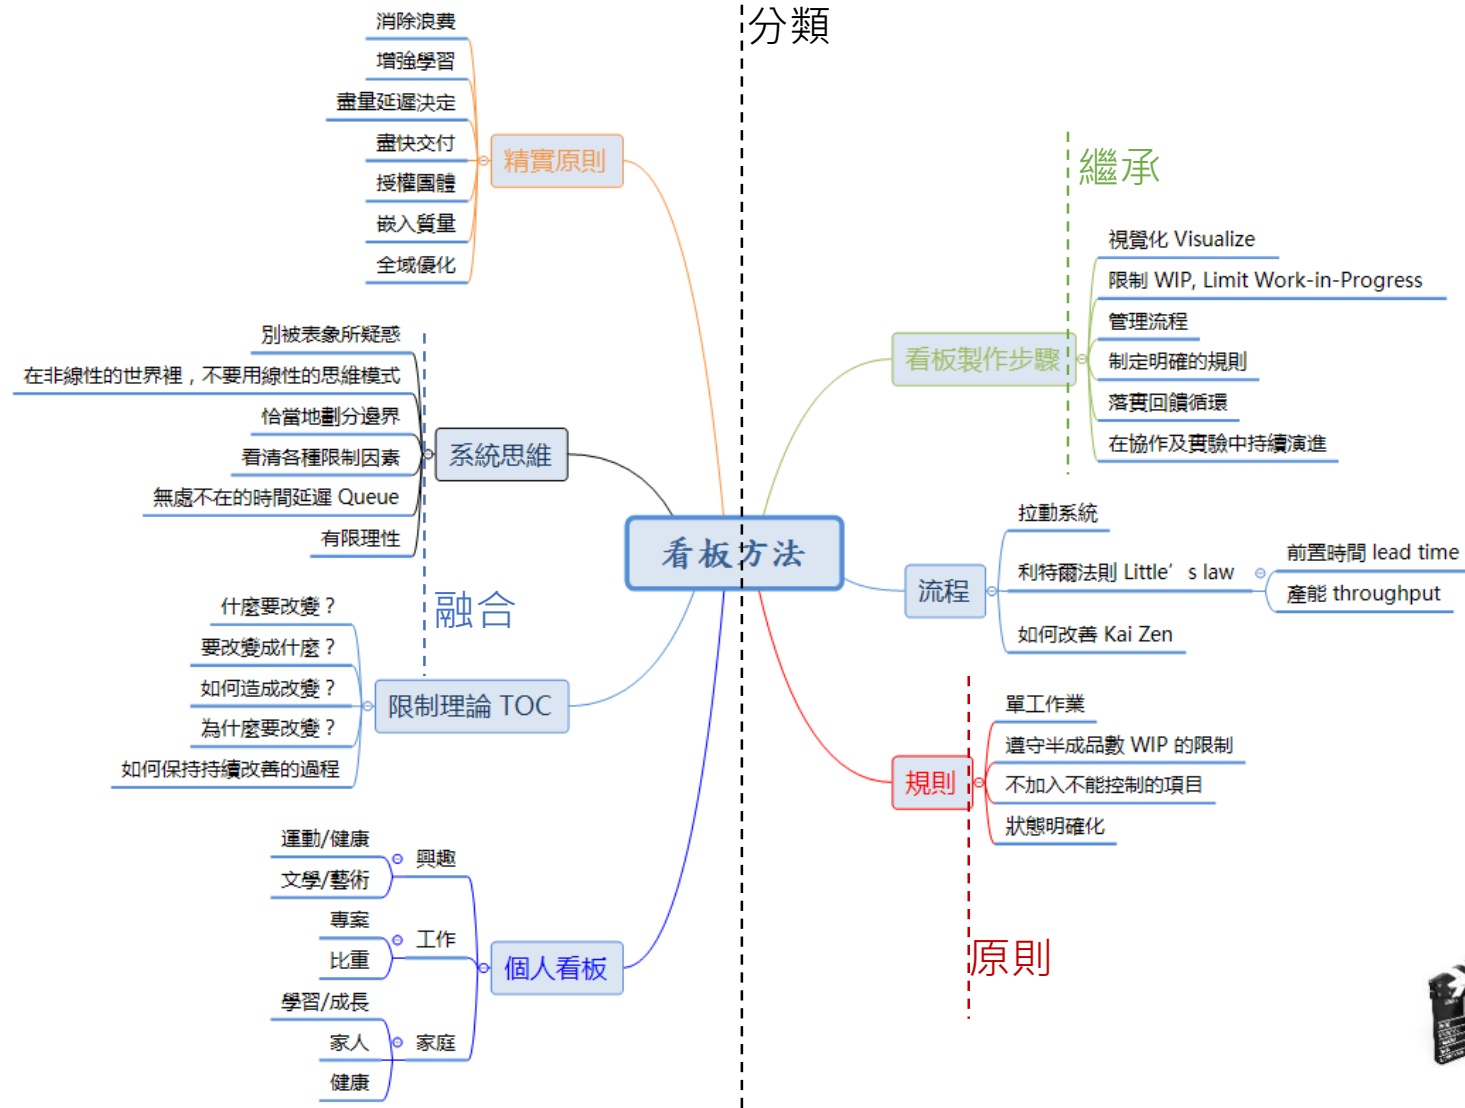 分類
消除浪費
增強學習
盡量延遲決定
盡快交付
授權團體
嵌入質量
全域優化
精實原則
別被表象所疑惑
在非線性的世界裡，不要用線性的思維模式
恰當地劃分邊界
看清各種限制因素
無處不在的時間延遲 Queue
有限理性
系統思維
融合
什麼要改變？
要改變成什麼？
如何造成改變？
為什麼要改變？
如何保持持續改善的過程
限制理論 TOC
運動/健康
文學/藝術
興趣
專案
比重
工作
學習/成長
家人
健康
家庭
個人看板
看板方法
繼承
看板製作步驟
視覺化 Visualize
限制 WIP, Limit Work-in-Progress
管理流程
制定明確的規則
落實回饋循環
在協作及實驗中持續演進
流程
拉動系統
利特爾法則 Little’s law
前置時間 lead time
產能 throughput
如何改善 Kai Zen
規則
單工作業
遵守半成品數 WIP 的限制
不加入不能控制的項目
狀態明確化
原則